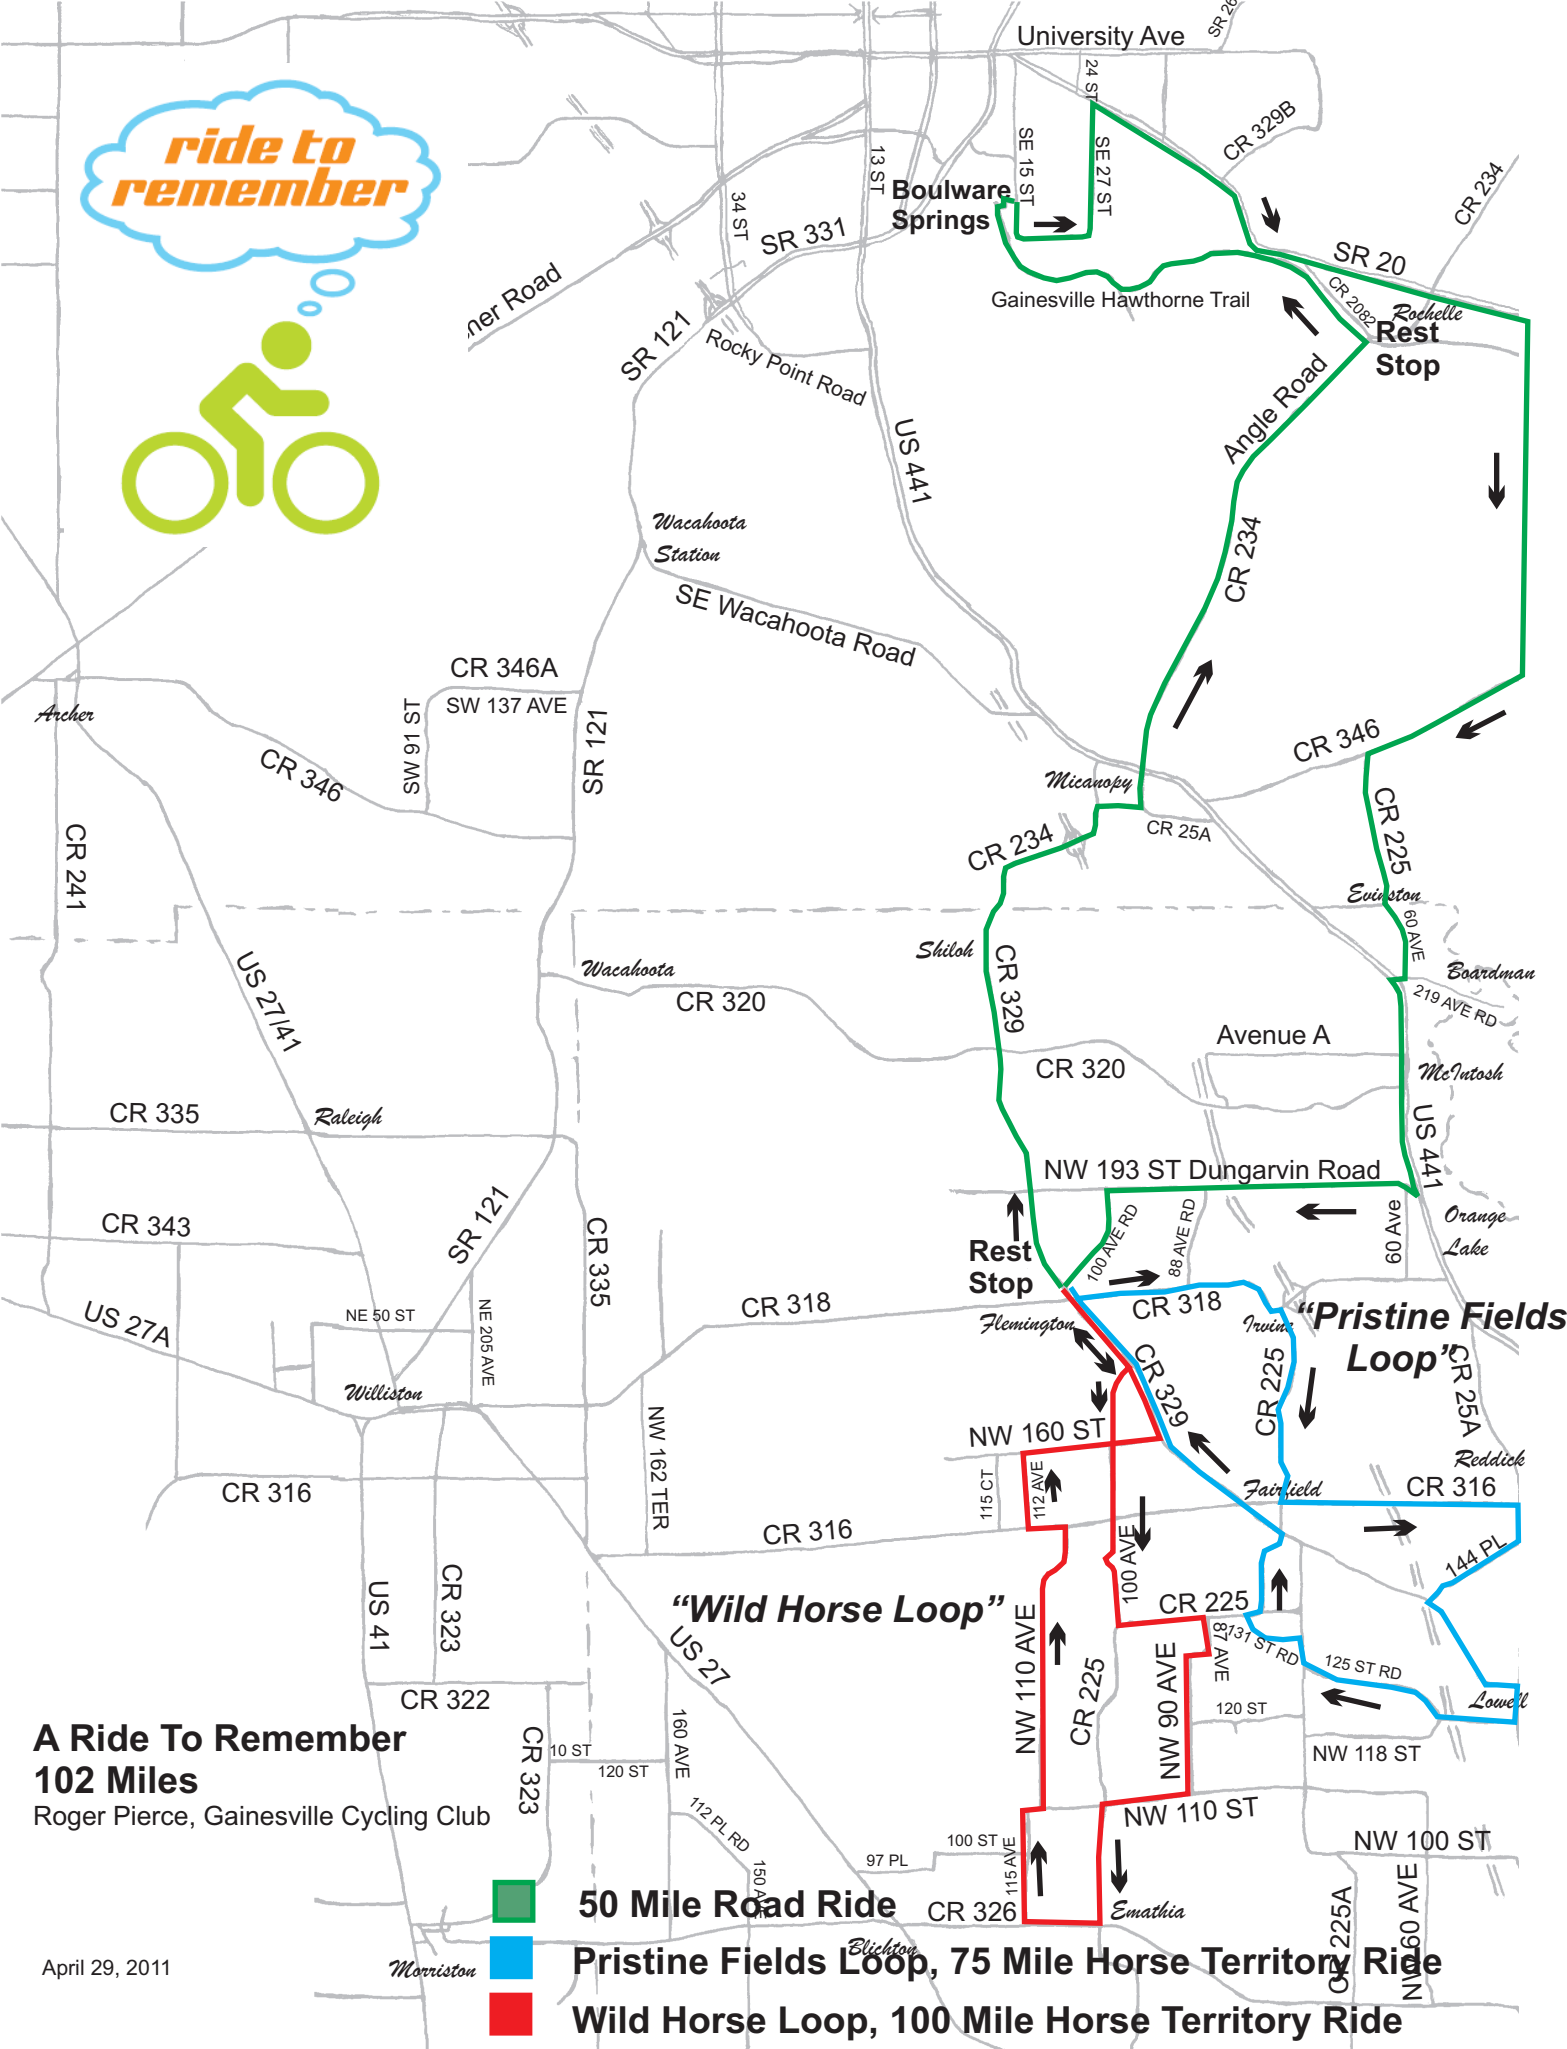 University Ave
SR 26
24 ST
ride to
remember
CR 329B
SE 15 ST
SE 27 ST
13 ST
34 ST
CR 234
Boulware
Springs
SR 331
SR 20
CR 2082
Rochelle
Rest
Stop
Gainesville Hawthorne Trail
ner Road
SR 121
Rocky Point Road
Angle Road
US 441
Wacahoota
Station
CR 234
SE Wacahoota Road
CR 346A
SW 137 AVE
SW 91 ST
Archer
SR 121
CR 346
CR 346
Micanopy
CR 25A
CR 225
CR 234
CR 241
Evinston
60 AVE
Shiloh
Wacahoota
CR 320
CR 329
US 27/41
Boardman
219 AVE RD
Avenue A
CR 320
McIntosh
CR 335
Raleigh
US 441
NW 193 ST Dungarvin Road
CR 343
SR 121
CR 335
100 AVE RD
88 AVE RD
60 Ave
Orange
Lake
Rest
Stop
CR 318
CR 318
US 27A
NE 50 ST
NE 205 AVE
Flemington
Irvine
“Pristine Fields
Loop”
CR 25A
CR 329
CR 225
Williston
NW 162 TER
NW 160 ST
115 CT
112 AVE
Reddick
Fairfield
CR 316
CR 316
CR 316
100 AVE
144 PL
US 41
CR 323
“Wild Horse Loop”
CR 225
87 AVE
131 ST RD
125 ST RD
US 27
NW 110 AVE
CR 225
NW 90 AVE
Lowell
CR 322
120 ST
NW 118 ST
A Ride To Remember
102 Miles
Roger Pierce, Gainesville Cycling Club
CR 323
10 ST
120 ST
160 AVE
112 PL RD
150 AVE
NW 110 ST
NW 100 ST
100 ST
97 PL
115 AVE
CR 326
Emathia
CR 225A
NW 60 AVE
50 Mile Road Ride
Blichton
Pristine Fields Loop, 75 Mile Horse Territory Ride
April 29, 2011
Morriston
Wild Horse Loop, 100 Mile Horse Territory Ride